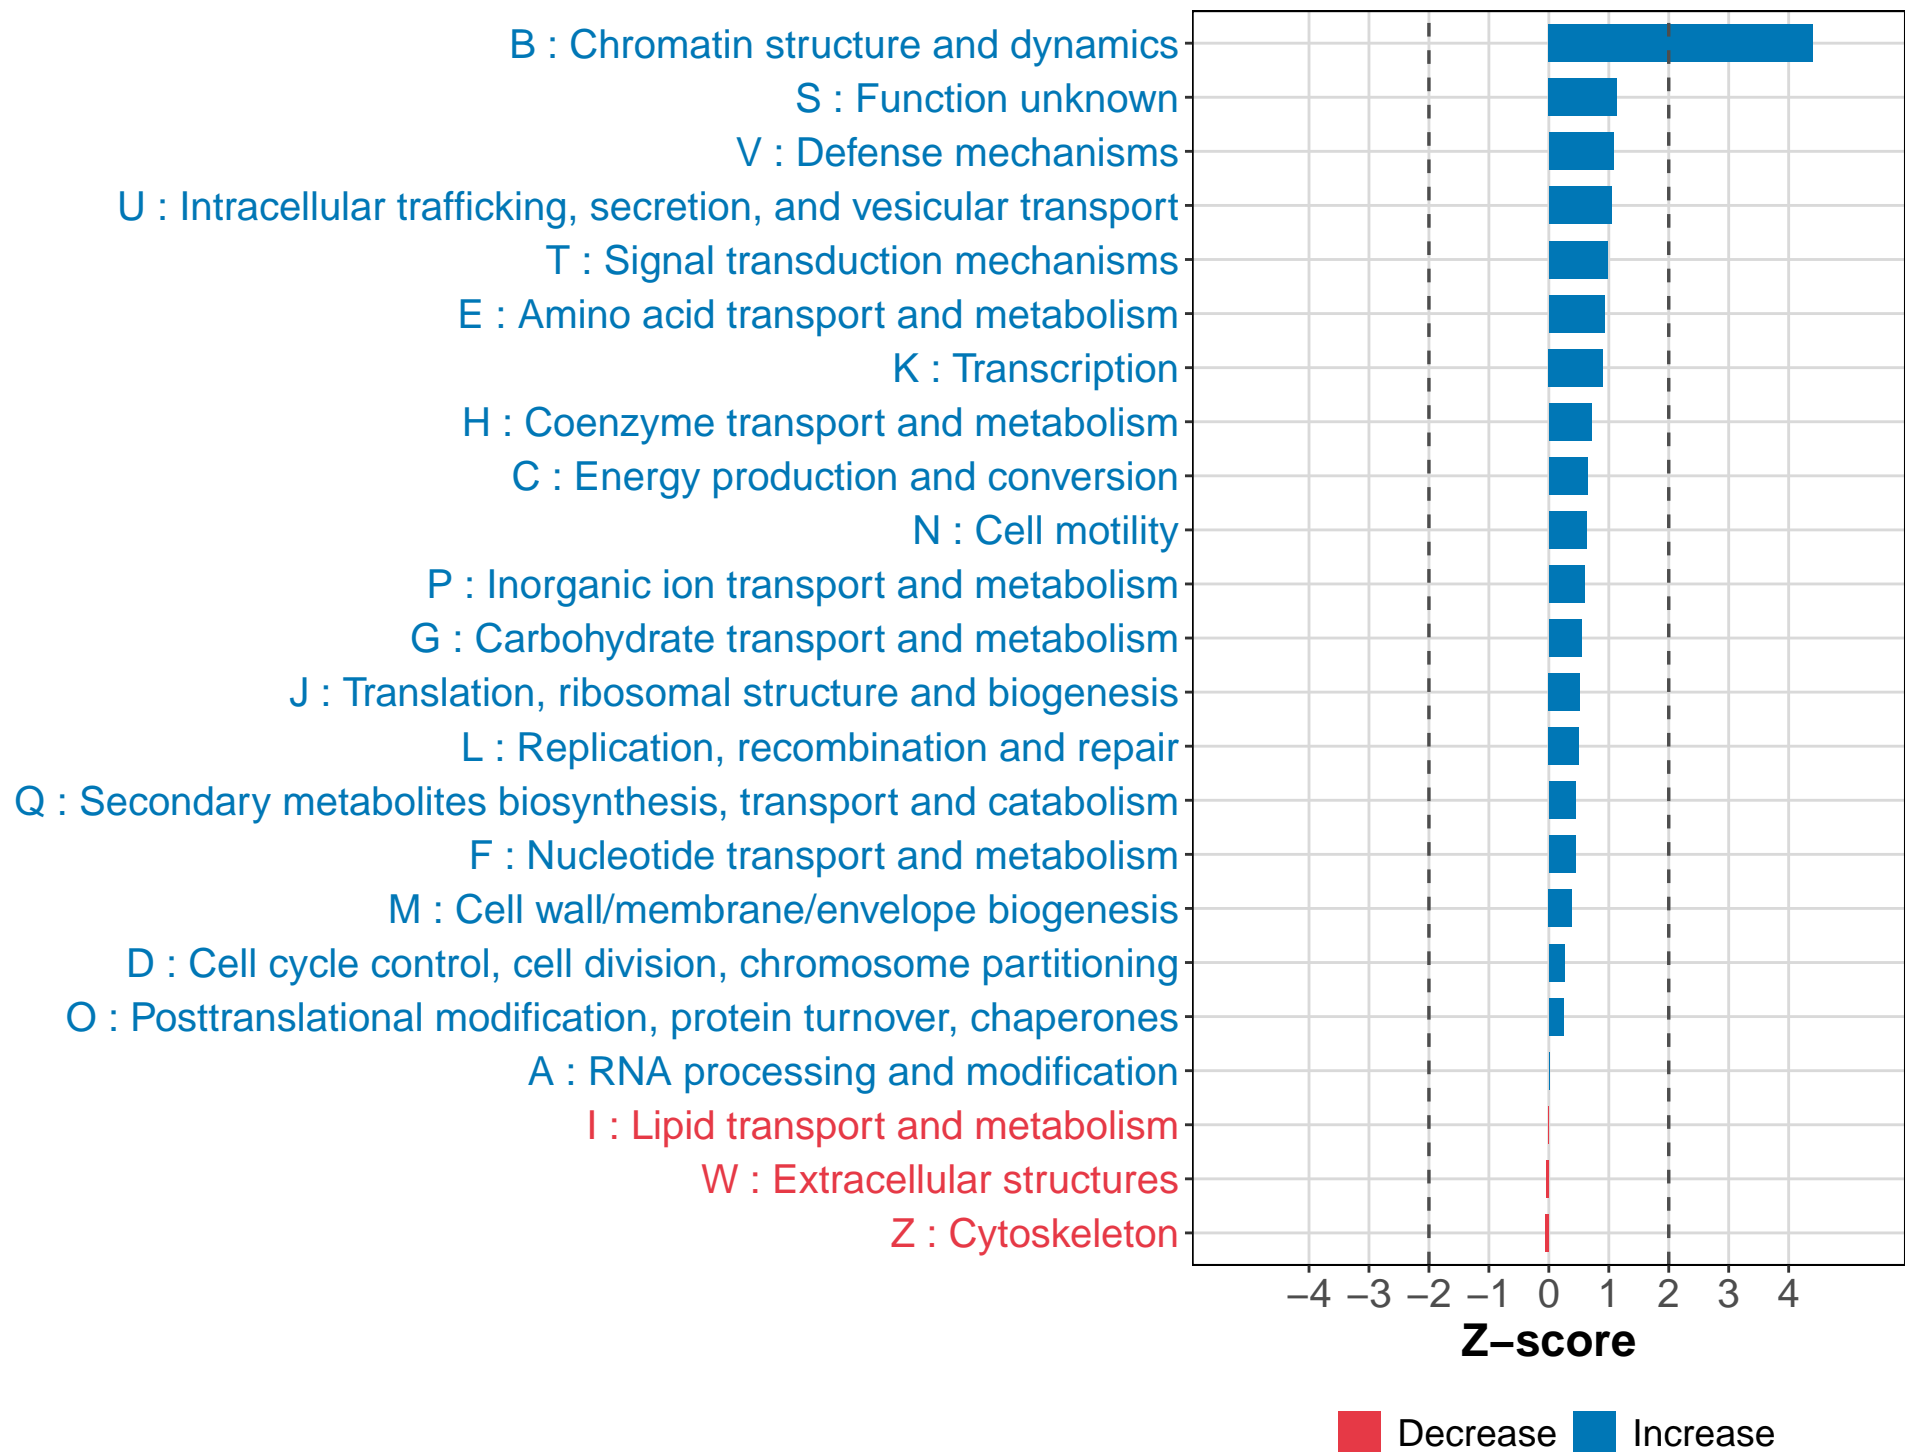 B : Chromatin structure and dynamics
S : Function unknown
V : Defense mechanisms
U : Intracellular trafficking, secretion, and vesicular transport
T : Signal transduction mechanisms
E : Amino acid transport and metabolism
K : Transcription
H : Coenzyme transport and metabolism
C : Energy production and conversion
N : Cell motility
P : Inorganic ion transport and metabolism
G : Carbohydrate transport and metabolism
J : Translation, ribosomal structure and biogenesis
L : Replication, recombination and repair
Q : Secondary metabolites biosynthesis, transport and catabolism
F : Nucleotide transport and metabolism
M : Cell wall/membrane/envelope biogenesis
D : Cell cycle control, cell division, chromosome partitioning
O : Posttranslational modification, protein turnover, chaperones
A : RNA processing and modification
I : Lipid transport and metabolism
W : Extracellular structures
Z : Cytoskeleton
−4 −3 −2 −1 0 1 2 3 4
Z−score
Decrease Increase